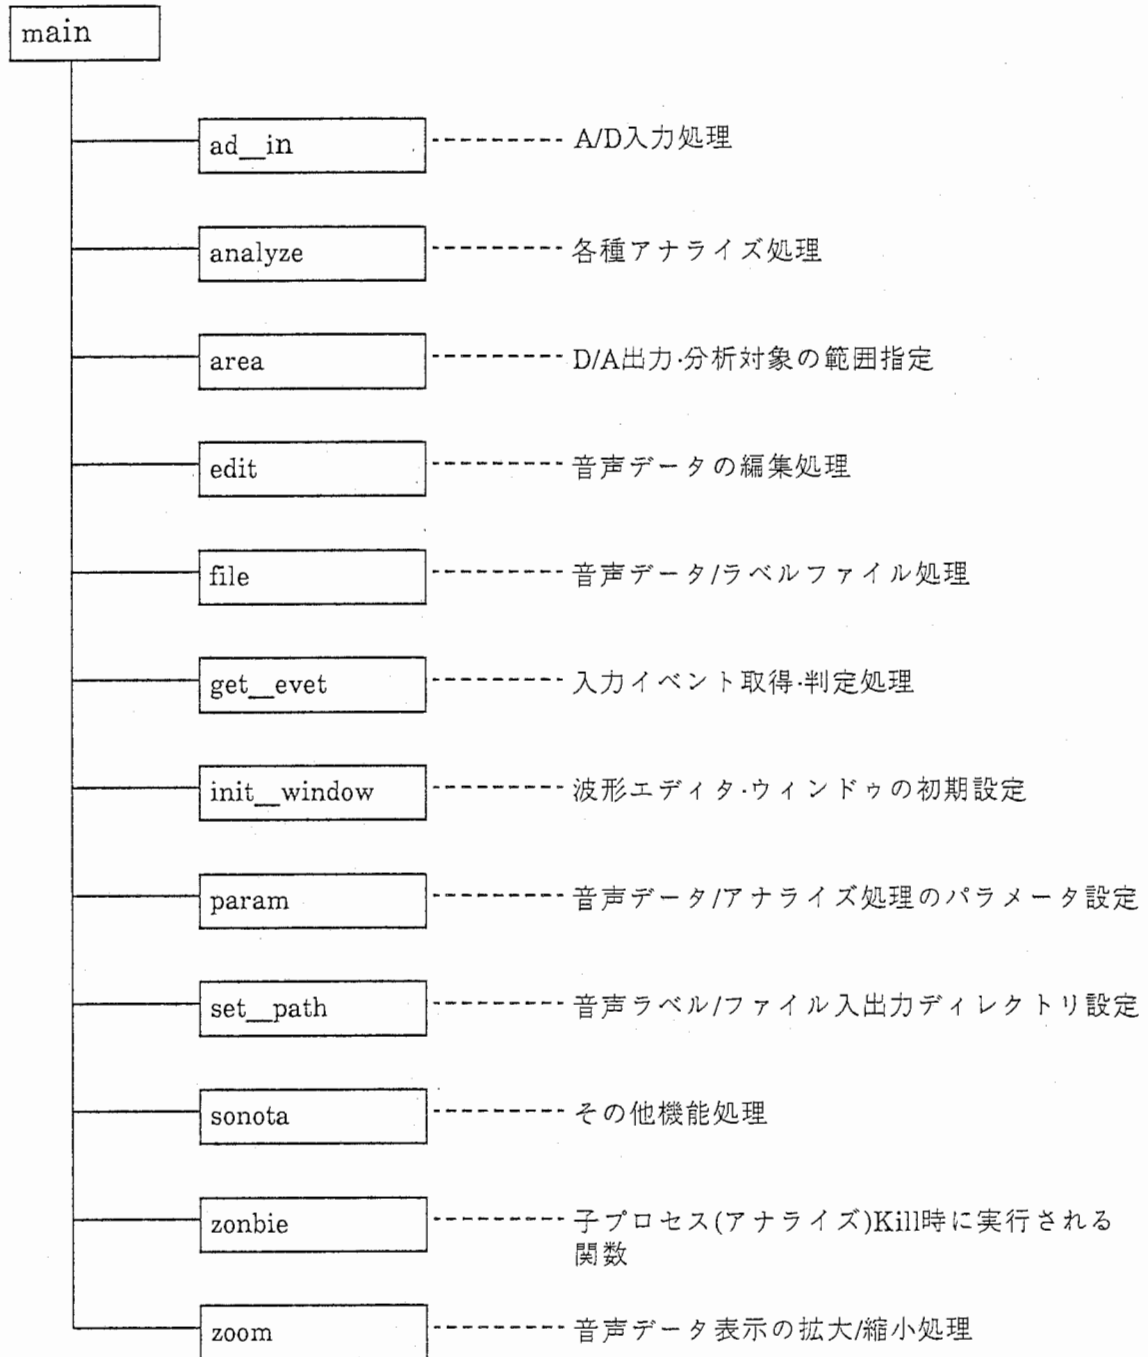 main
ad__in -------- A/D入力処理
analyze -------- 各種アナライズ処理
area -------- D/A出力·分析対象の範囲指定
edit -------- 音声データの編集処理
file -------- 音声データ/ラベルファイル処理
get__evet -------- 入力イベント取得·判定処理
init__window -------- 波形エディタ·ウィンドゥの初期設定
param -------- 音声データ/アナライズ処理のパラメータ設定
set__path -------- 音声ラベル/ファイル入出力ディレクトリ設定
sonota -------- その他機能処理
zonbie -------- 子プロセス(アナライズ)Kill時に実行される
関数
zoom -------- 音声データ表示の拡大/縮小処理